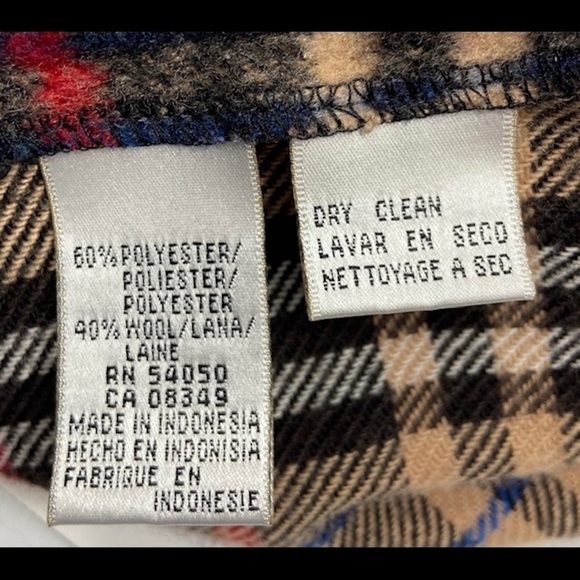 60% POLYESTER/
POLIESTER/
POLYESTER
40% WOOL/LANA/
LAINE
RN 54050
CA 08349
MADE IN INDONESIA
HECHO EN INDONISIA
FABRIQUE EN
INDONESIE
DRY CLEAN
LAVAR EN SECO
NETTOYAGE A SEC